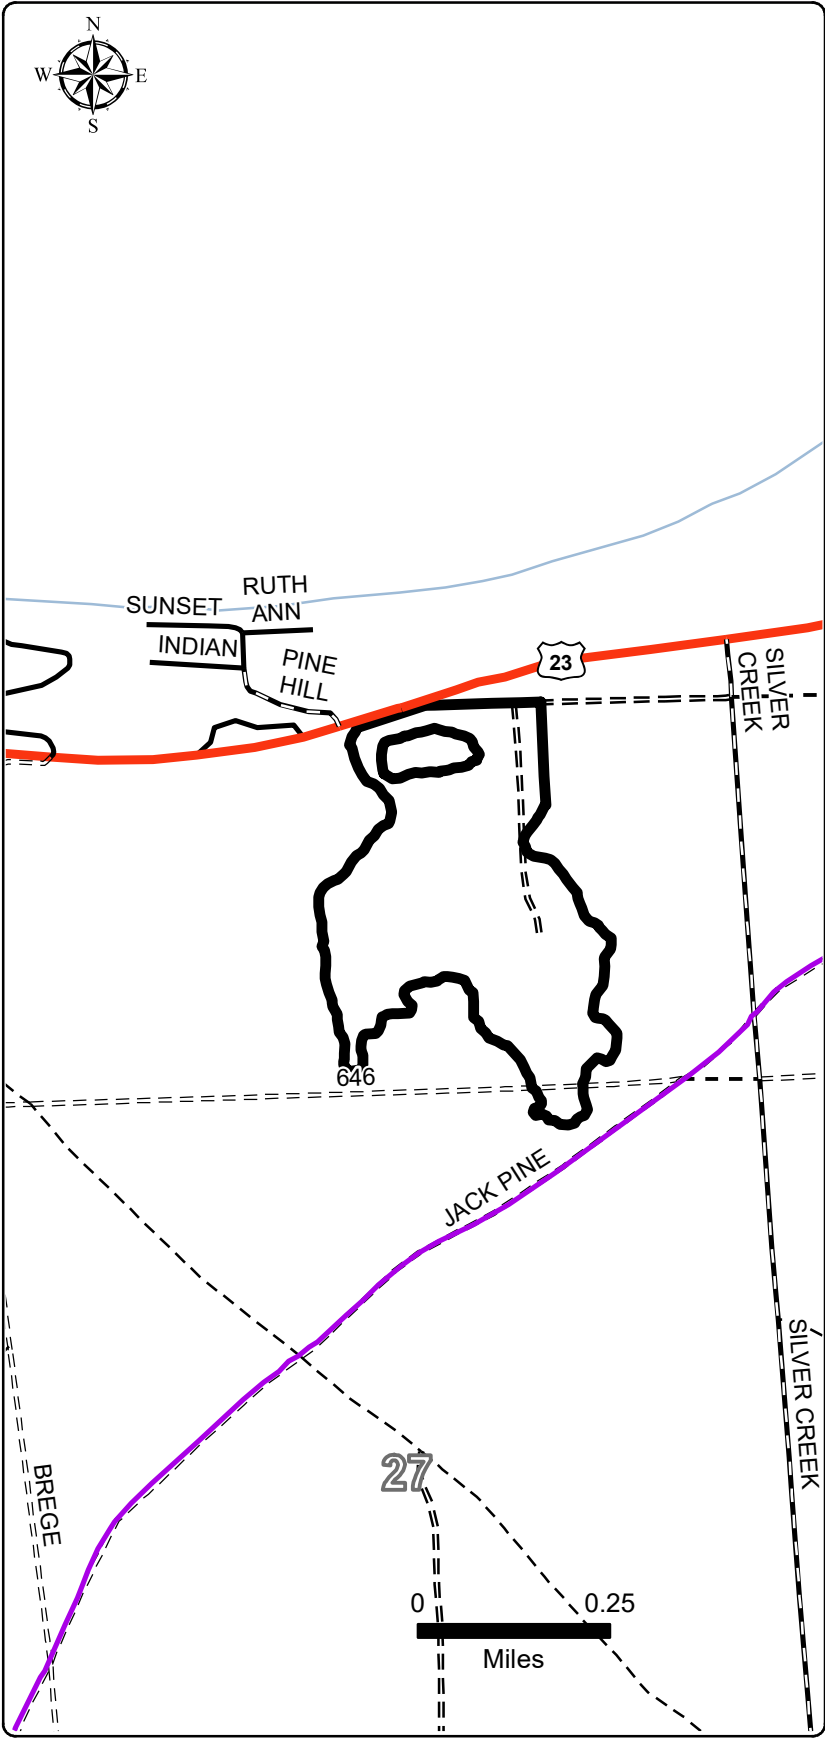 N
W E
S
SUNSET
RUTH
ANN
INDIAN
PINE
HILL
23
SILVER
CREEK
646
JACK PINE
SILVER CREEK
27
BREGE
0 0.25
Miles